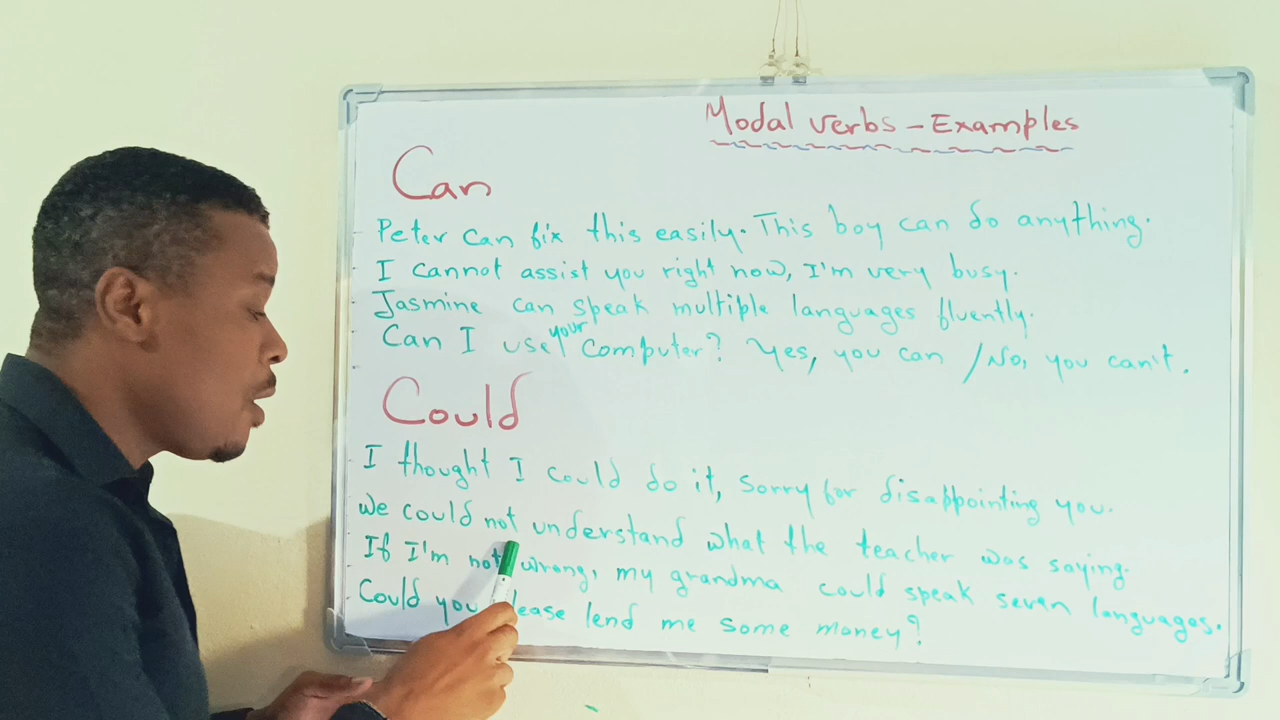 Modal verbs - Examples
Can
Peter can fix this easily. This boy can do anything.
I cannot assist you right now, I'm very busy.
Jasmine can speak multiple languages fluently.
Can I use your computer? Yes, you can / No, you can't.
Could
I thought I could do it, sorry for disappointing you.
We could not understand what the teacher was saying.
If I'm not wrong, my grandma could speak seven languages.
Could you please lend me some money?